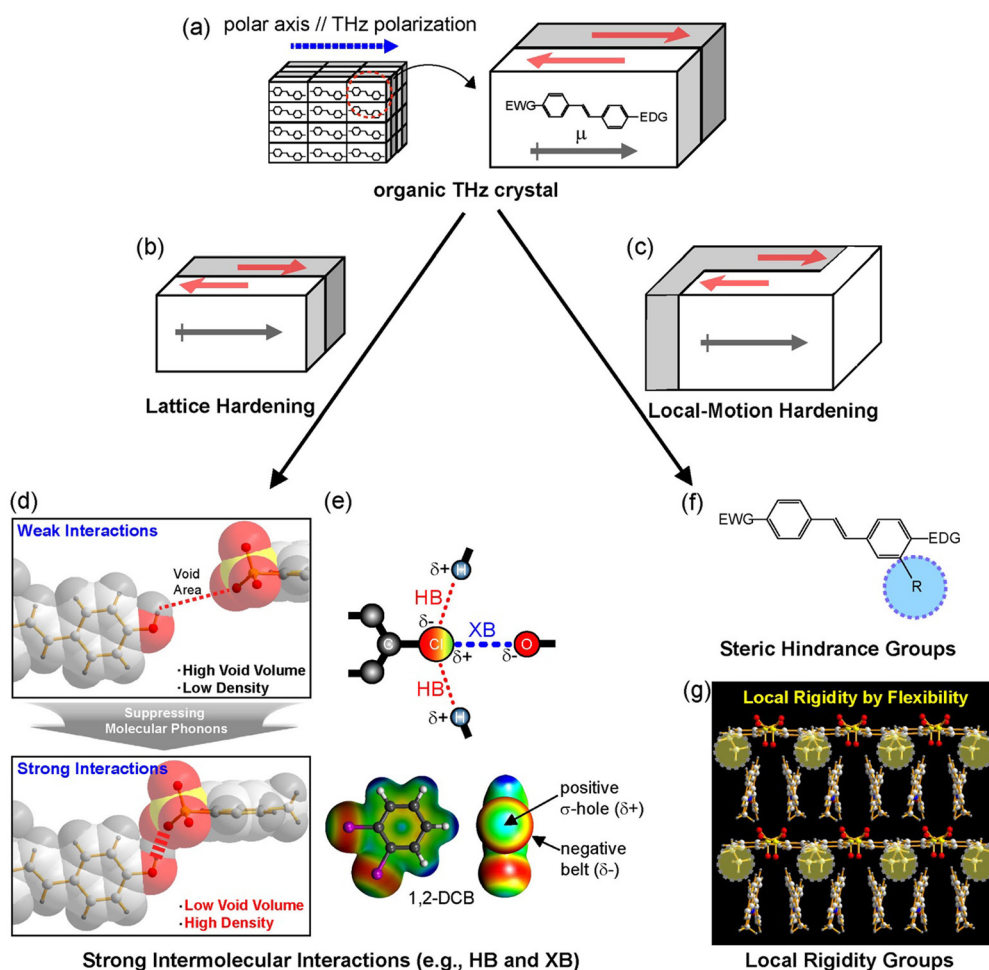 (a)
polar axis // THz polarization
EWG
EDG
μ
organic THz crystal
(b)
Lattice Hardening
(c)
Local-Motion Hardening
(d)
Weak Interactions
Void
Area
·High Void Volume
·Low Density
Suppressing
Molecular Phonons
Strong Interactions
·Low Void Volume
·High Density
(e)
δ+
H
HB
δ-
XB
C
Cl
O
δ+
δ-
HB
δ+
H
positive
σ-hole (δ+)
negative
belt (δ-)
1,2-DCB
Strong Intermolecular Interactions (e.g., HB and XB)
(f)
EWG
EDG
R
Steric Hindrance Groups
(g)
Local Rigidity by Flexibility
Local Rigidity Groups